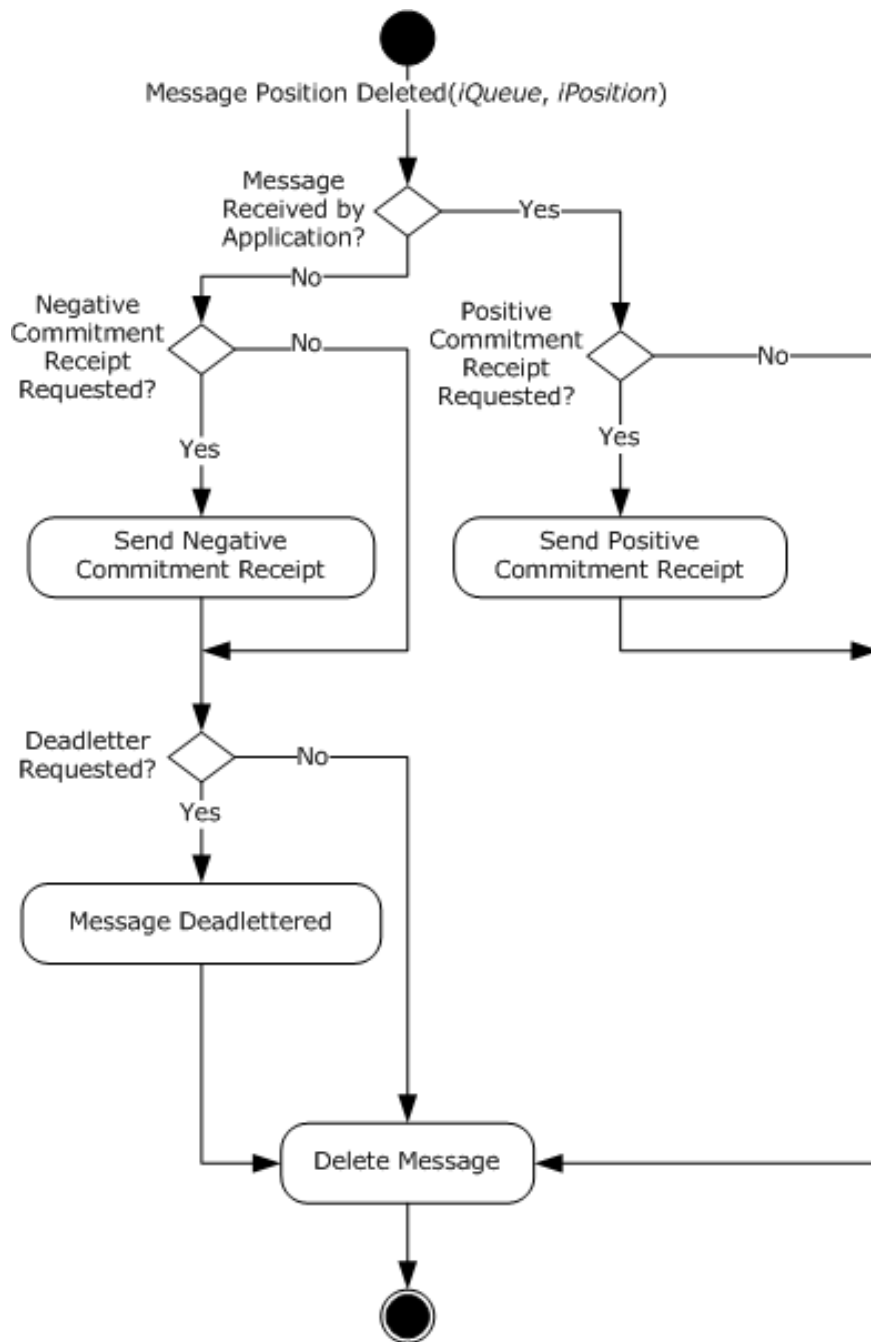 Message Position Deleted(iQueue, iPosition)
Message
Received by
Application?
Yes
No
Negative
Commitment
Receipt
Requested?
No
Positive
Commitment
Receipt
Requested?
No
Yes
Yes
Send Negative
Commitment Receipt
Send Positive
Commitment Receipt
Deadletter
Requested?
No
Yes
Message Deadlettered
Delete Message